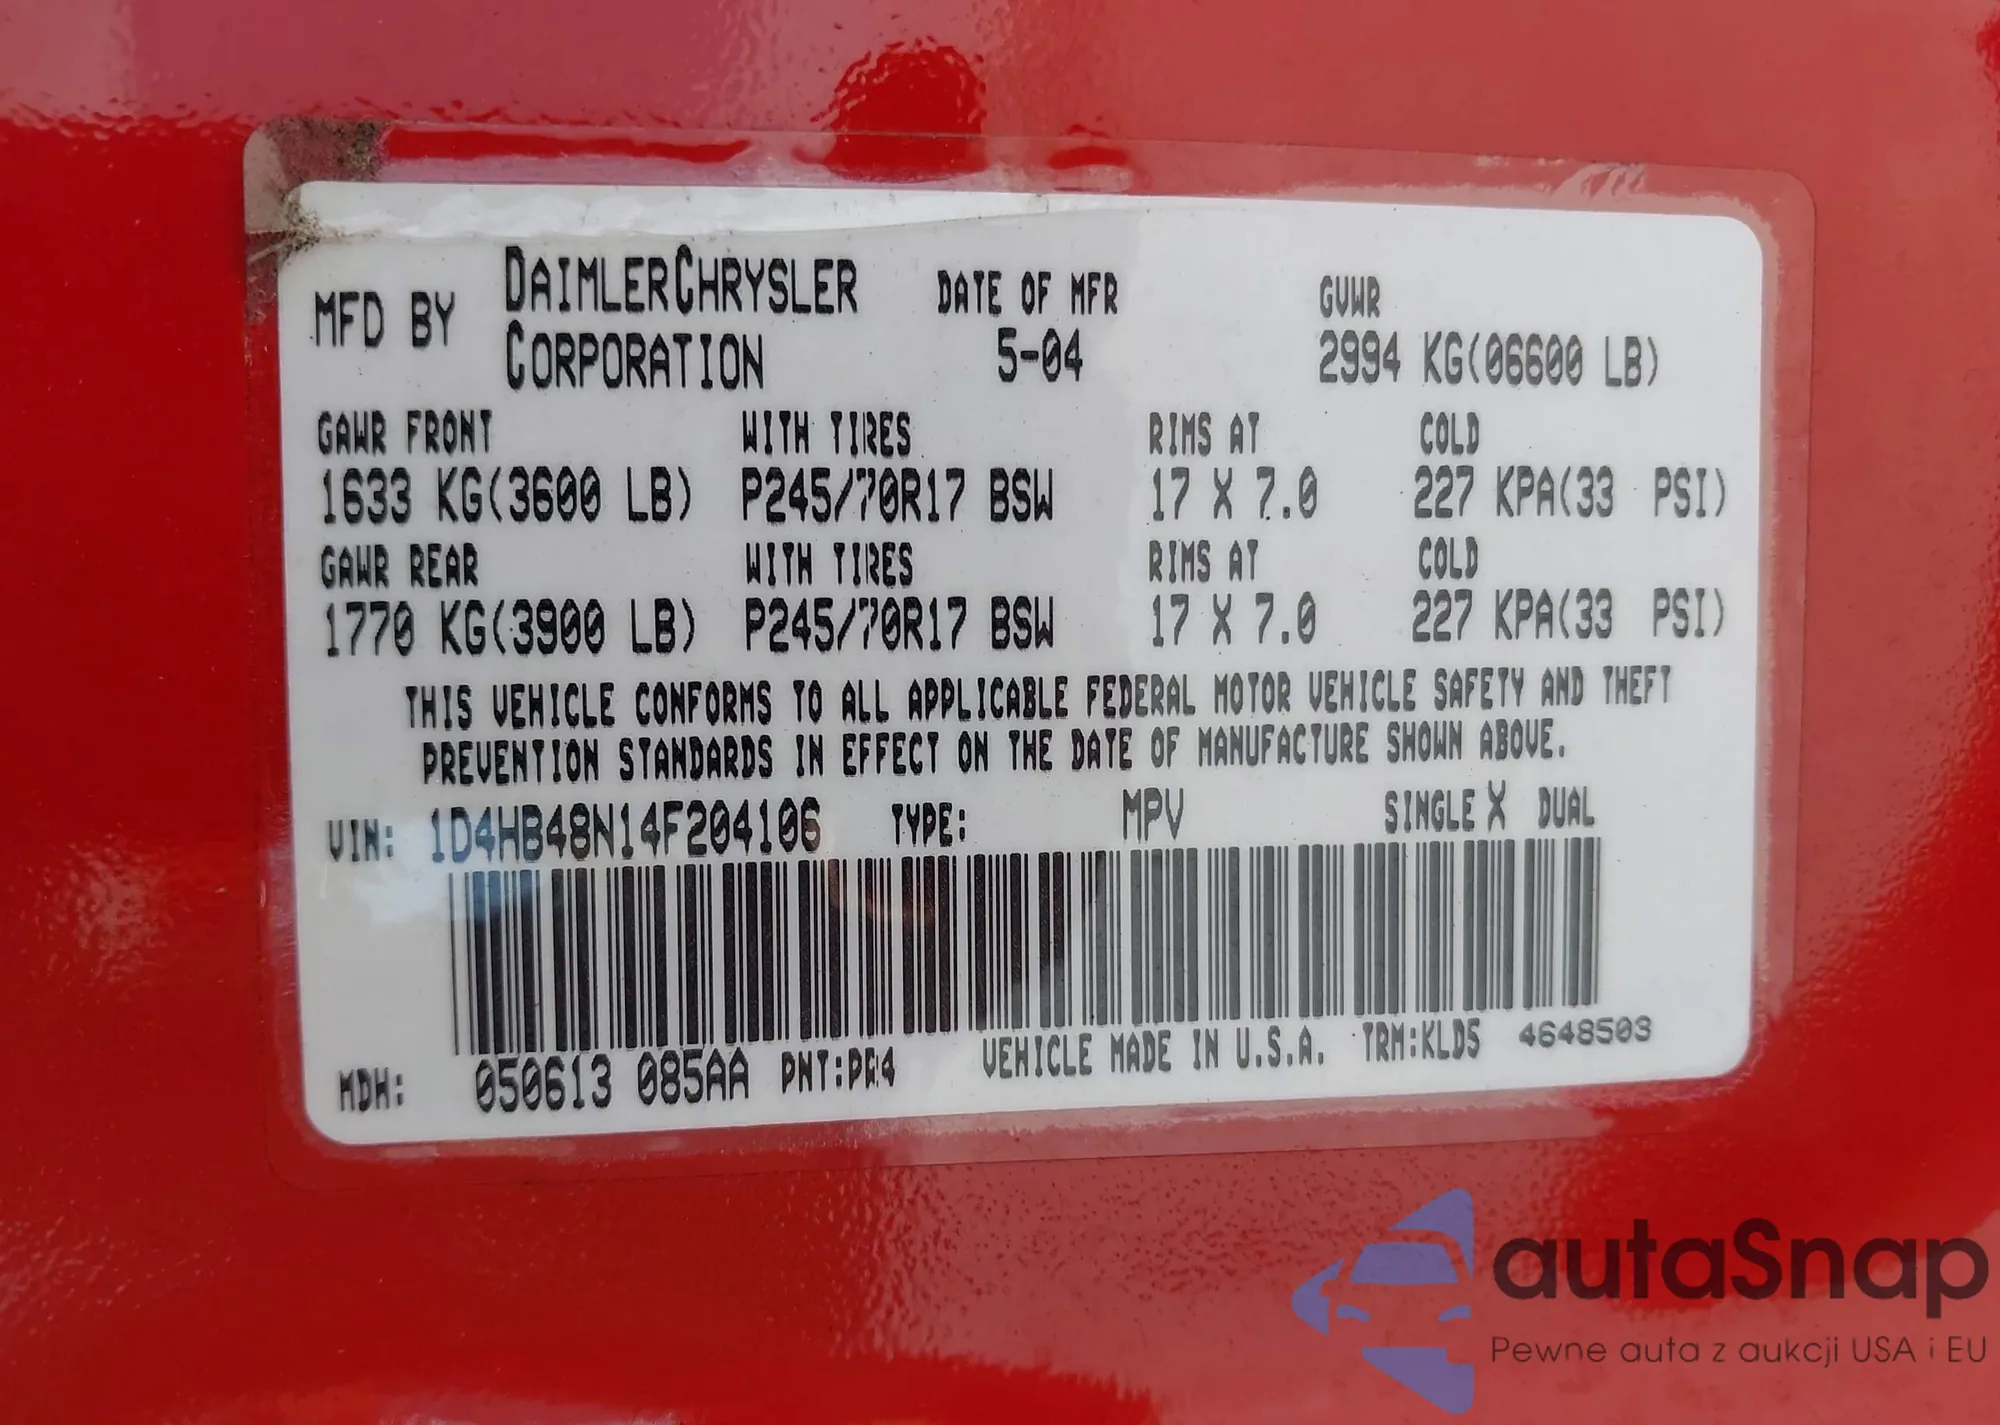 MFD BY DAIMLERCHRYSLER CORPORATION DATE OF MFR 5-04 GVWR 2994 KG(06600 LB)
GAWR FRONT WITH TIRES RIMS AT COLD
1633 KG(3600 LB) P245/70R17 BSW 17 X 7.0 227 KPA(33 PSI)
GAWR REAR WITH TIRES RIMS AT COLD
1770 KG(3900 LB) P245/70R17 BSW 17 X 7.0 227 KPA(33 PSI)
THIS VEHICLE CONFORMS TO ALL APPLICABLE FEDERAL MOTOR VEHICLE SAFETY AND THEFT
PREVENTION STANDARDS IN EFFECT ON THE DATE OF MANUFACTURE SHOWN ABOVE.
VIN: 1D4HB48N14F204106 TYPE: MPV SINGLE X DUAL
MDH: 050613 085AA PNT:PR4 VEHICLE MADE IN U.S.A. TRM:KLD5 4648503
autaSnap
Pewne auta z aukcji USA i EU